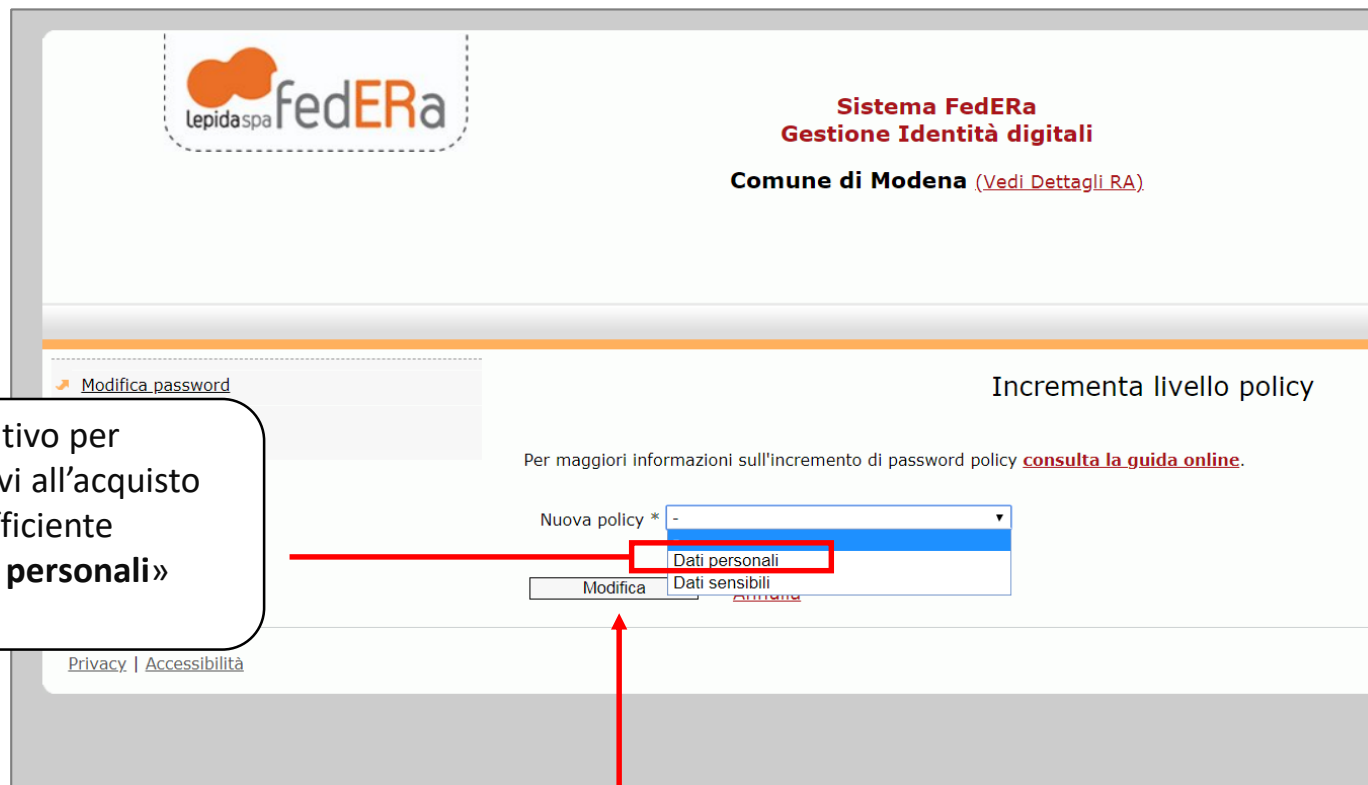 lepidaspa fedERa
Sistema FedERa
Gestione Identità digitali
Comune di Modena (Vedi Dettagli RA)
Modifica password
Incrementa livello policy
tivo per
vi all’acquisto
fficiente
personali»
Per maggiori informazioni sull'incremento di password policy consulta la guida online.
Nuova policy * -
-
Dati personali
Dati sensibili
Modifica
Annulla
Privacy | Accessibilità